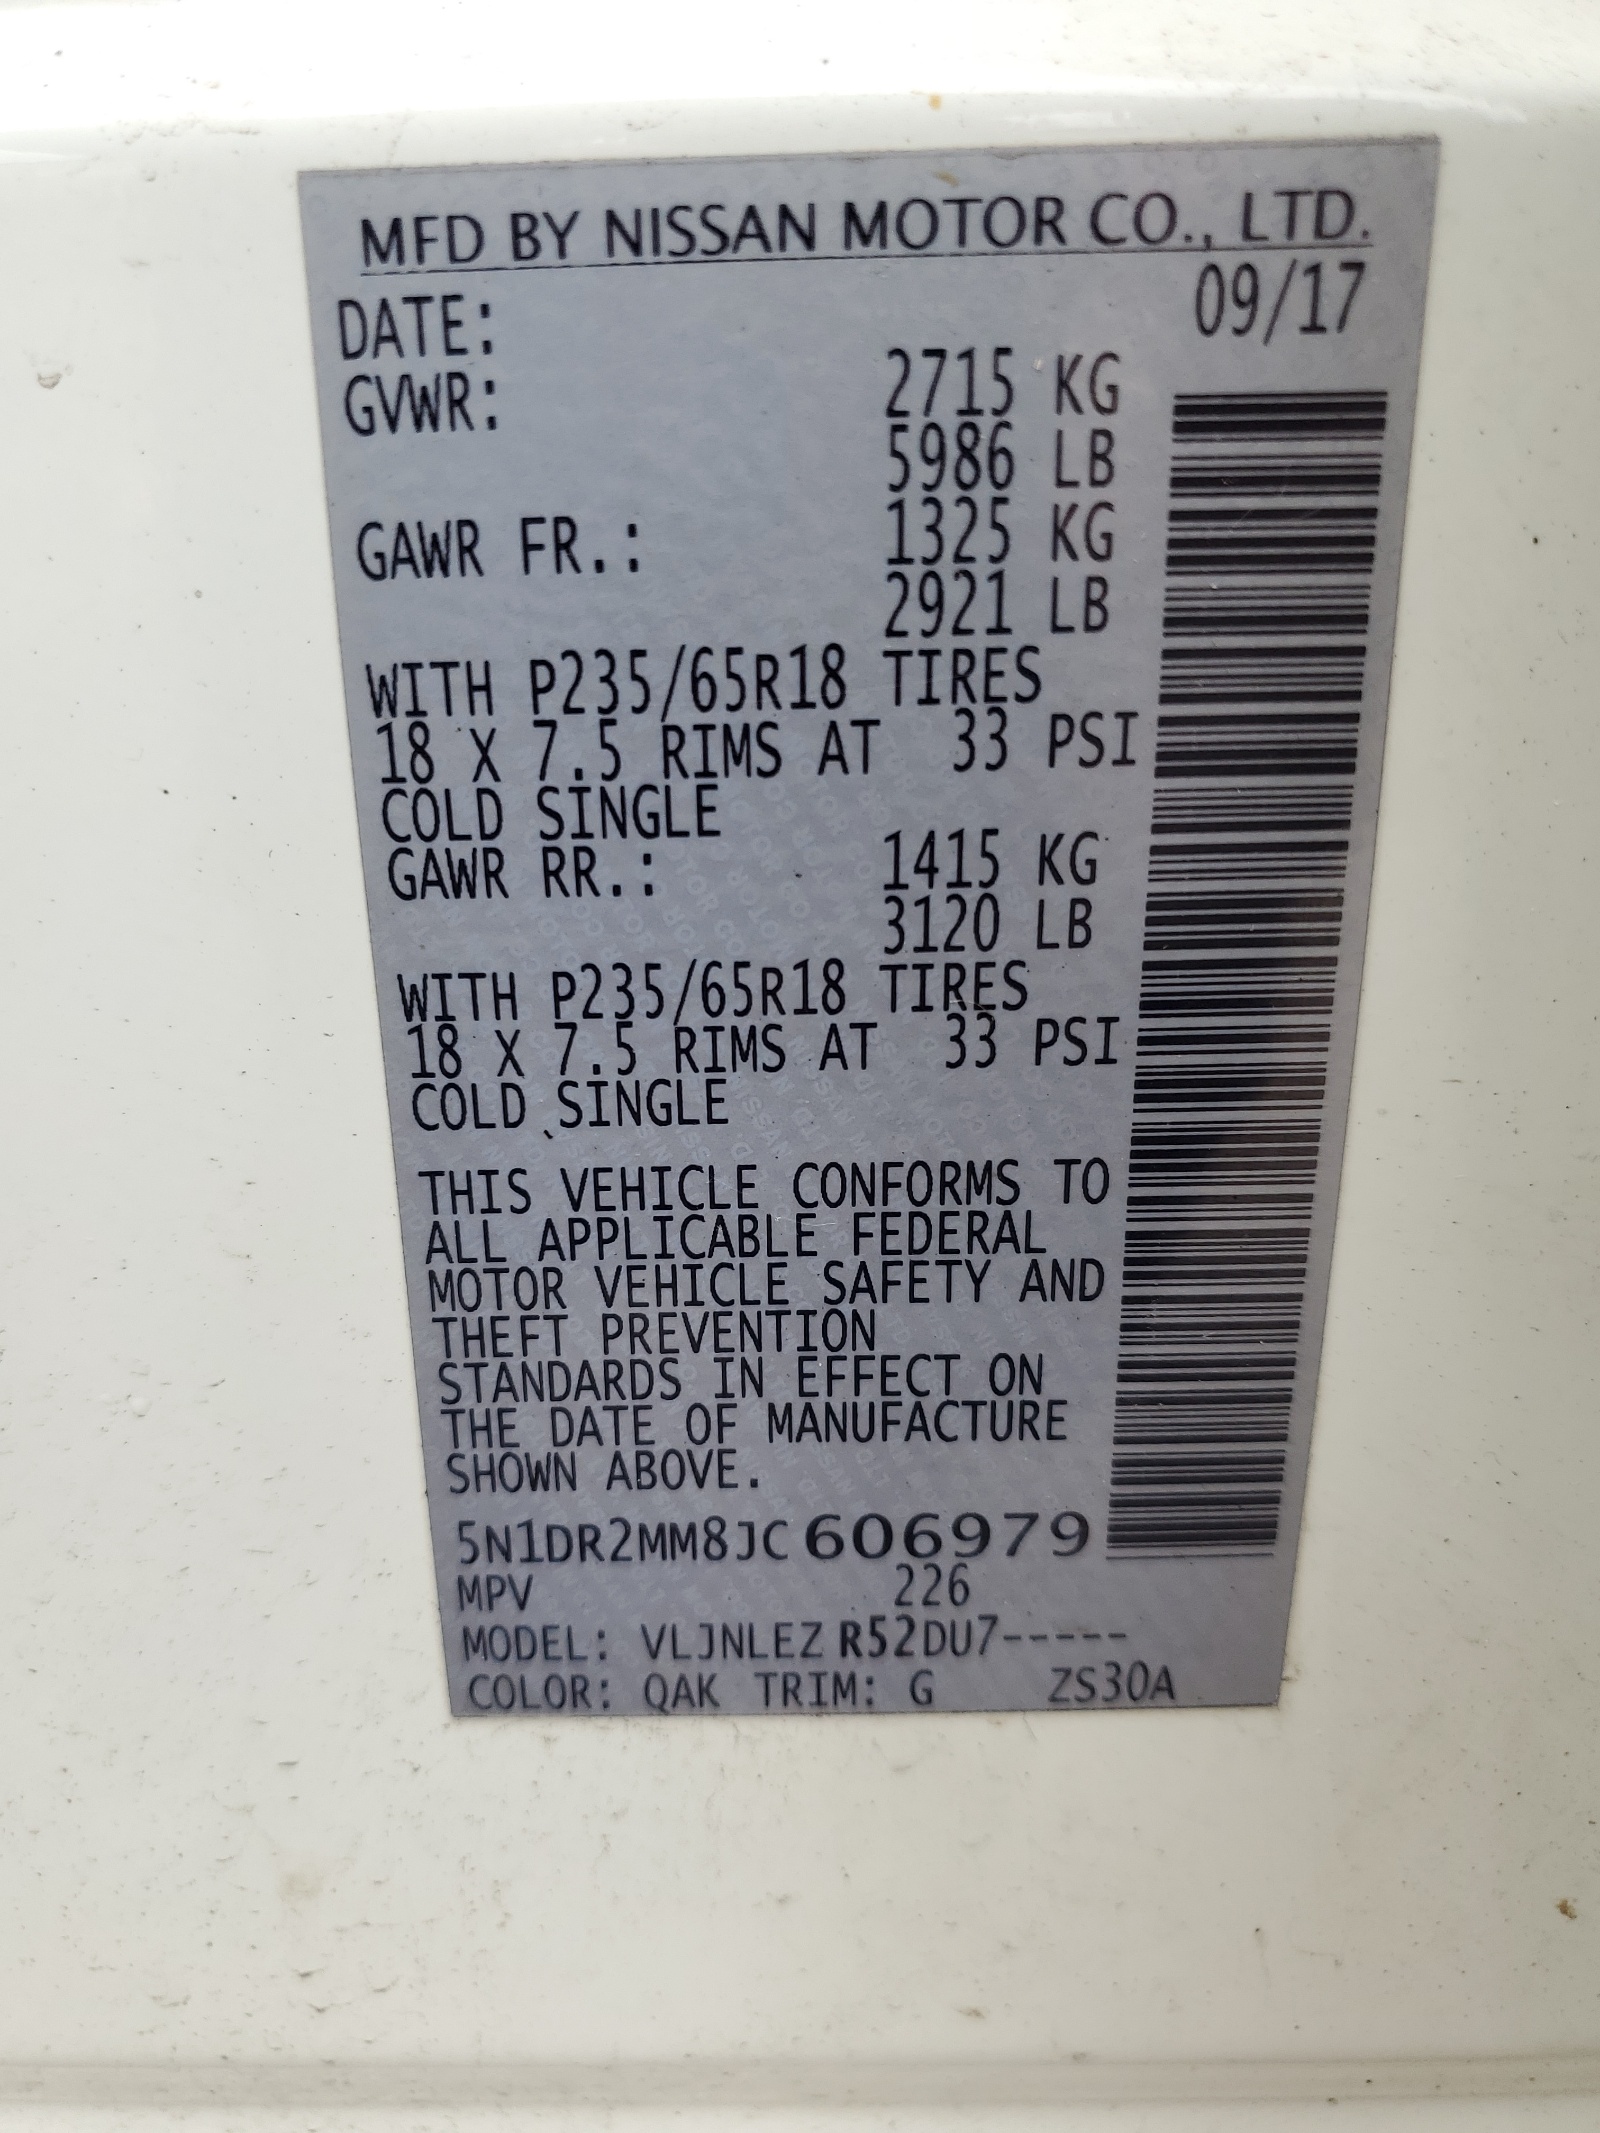 MFD BY NISSAN MOTOR CO., LTD.
DATE: 09/17
GVWR: 2715 KG
5986 LB
GAWR FR.: 1325 KG
2921 LB
WITH P235/65R18 TIRES
18 X 7.5 RIMS AT 33 PSI
COLD SINGLE
GAWR RR.: 1415 KG
3120 LB
WITH P235/65R18 TIRES
18 X 7.5 RIMS AT 33 PSI
COLD SINGLE
THIS VEHICLE CONFORMS TO
ALL APPLICABLE FEDERAL
MOTOR VEHICLE SAFETY AND
THEFT PREVENTION
STANDARDS IN EFFECT ON
THE DATE OF MANUFACTURE
SHOWN ABOVE.
5N1DR2MM8JC606979
MPV 226
MODEL: VLJNLEZ R52DU7-----
COLOR: QAK TRIM: G ZS30A